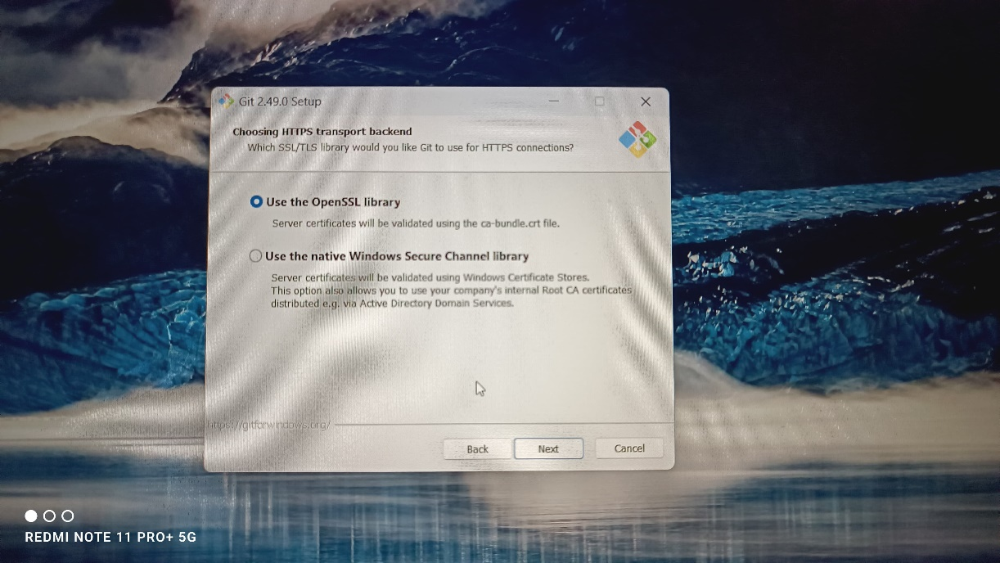 Git 2.49.0 Setup
Choosing HTTPS transport backend
Which SSL/TLS library would you like Git to use for HTTPS connections?
Use the OpenSSL library
Server certificates will be validated using the ca-bundle.crt file.
Use the native Windows Secure Channel library
Server certificates will be validated using Windows Certificate Stores.
This option also allows you to use your company's internal Root CA certificates
distributed e.g. via Active Directory Domain Services.
https://gitforwindows.org/
Back Next Cancel
REDMI NOTE 11 PRO+ 5G